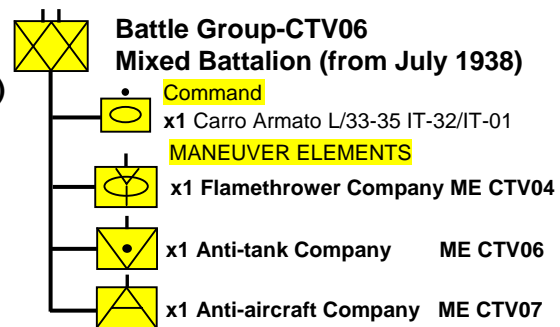 Battle Group-CTV06
Mixed Battalion (from July 1938)
)
Command
x1 Carro Armato L/33-35 IT-32/IT-01
MANEUVER ELEMENTS
x1 Flamethrower Company ME CTV04
x1 Anti-tank Company ME CTV06
x1 Anti-aircraft Company ME CTV07